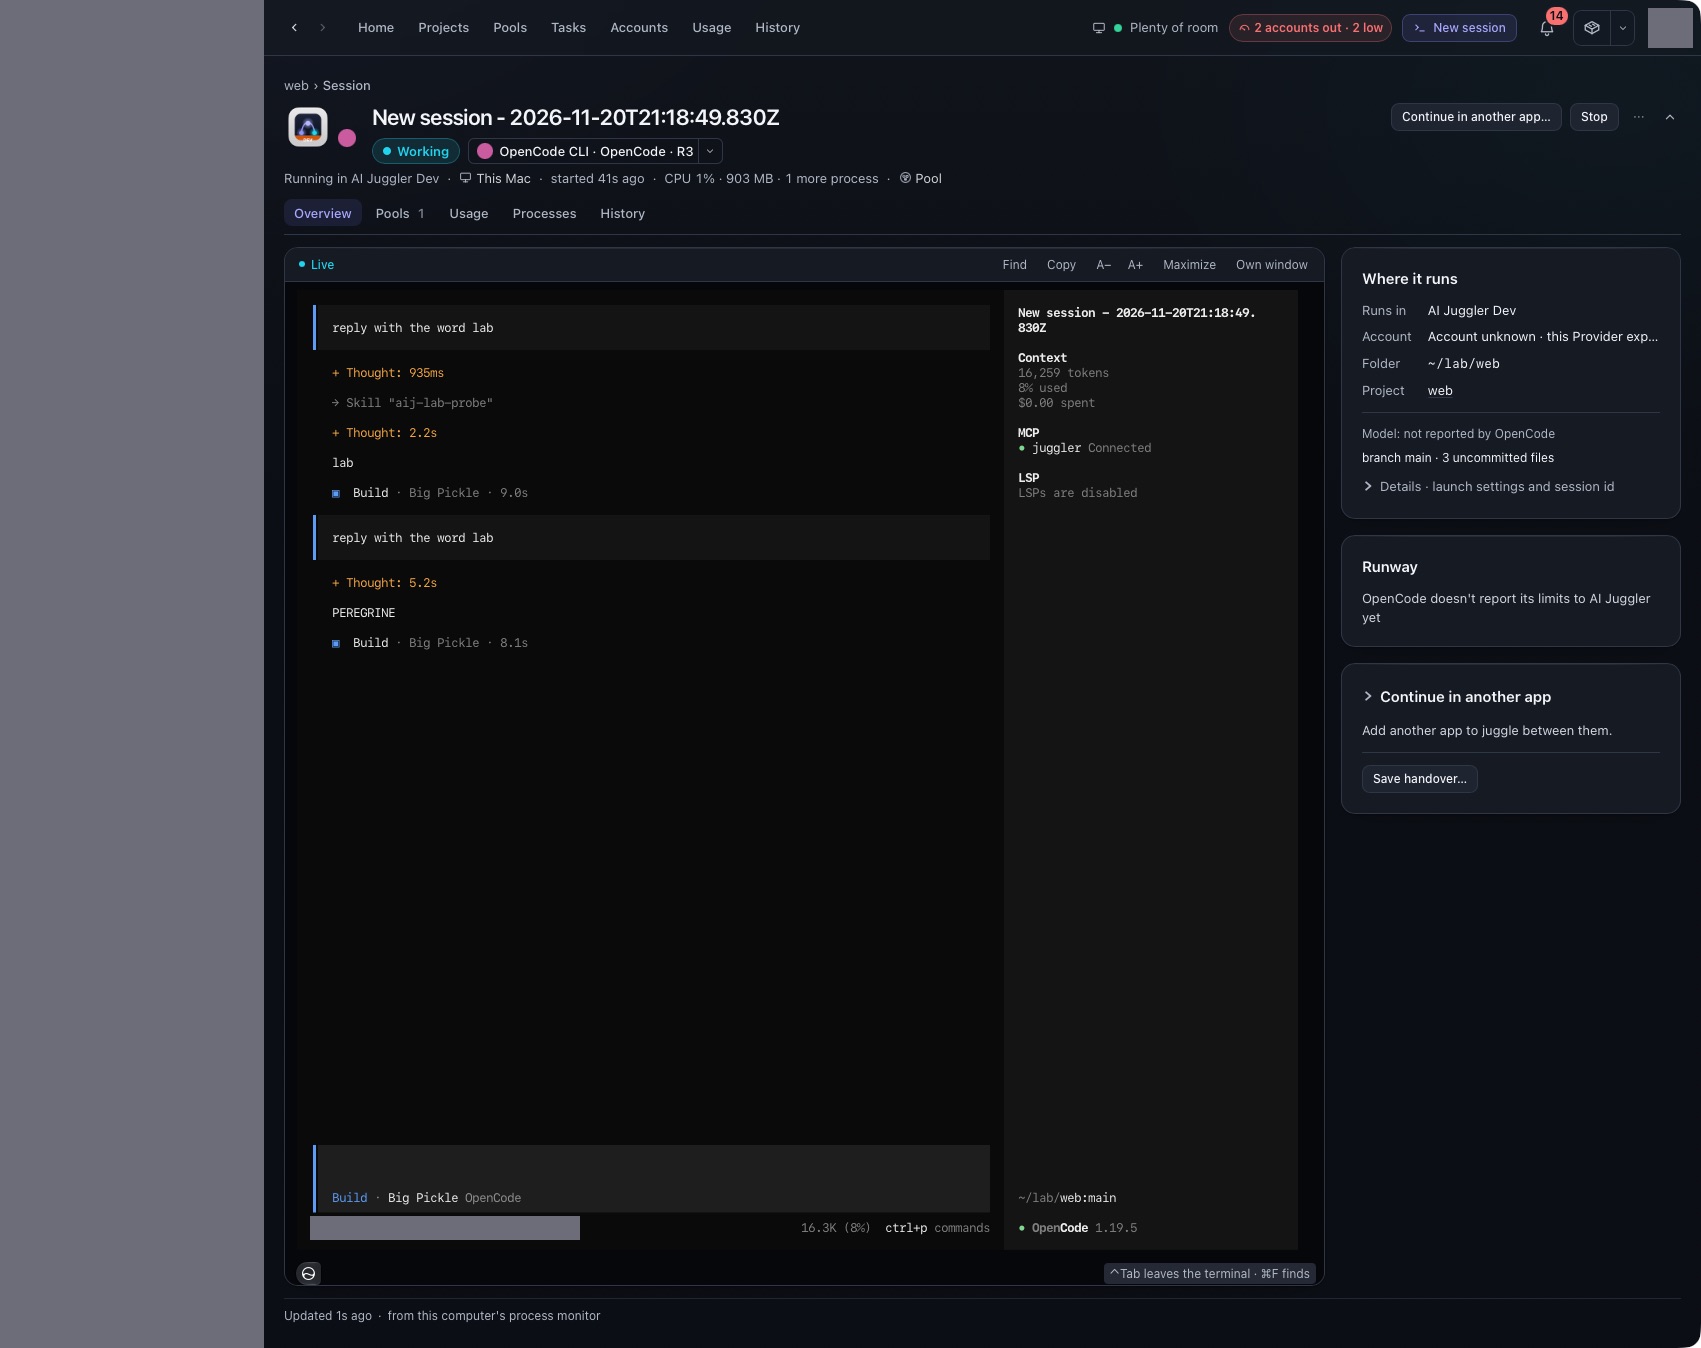 Home Projects Pools Tasks Accounts Usage History Plenty of room 2 accounts out · 2 low New session 14
web › Session
New session - 2026-11-20T21:18:49.830Z Continue in another app... Stop ···
Working OpenCode CLI · OpenCode · R3
Running in AI Juggler Dev · This Mac · started 41s ago · CPU 1% · 903 MB · 1 more process · Pool
Overview Pools 1 Usage Processes History
Live Find Copy A− A+ Maximize Own window
reply with the word lab
+ Thought: 935ms
→ Skill "aij-lab-probe"
+ Thought: 2.2s
lab
▣ Build · Big Pickle · 9.0s
reply with the word lab
+ Thought: 5.2s
PEREGRINE
▣ Build · Big Pickle · 8.1s
Build · Big Pickle OpenCode
16.3K (8%) ctrl+p commands
New session - 2026-11-20T21:18:49.
830Z
Context
16,259 tokens
8% used
$0.00 spent
MCP
• juggler Connected
LSP
LSPs are disabled
~/lab/web:main
• OpenCode 1.19.5
^Tab leaves the terminal · ⌘F finds
Where it runs
Runs in AI Juggler Dev
Account Account unknown · this Provider exp...
Folder ~/lab/web
Project web
Model: not reported by OpenCode
branch main · 3 uncommitted files
Details · launch settings and session id
Runway
OpenCode doesn't report its limits to AI Juggler
yet
Continue in another app
Add another app to juggle between them.
Save handover...
Updated 1s ago · from this computer's process monitor